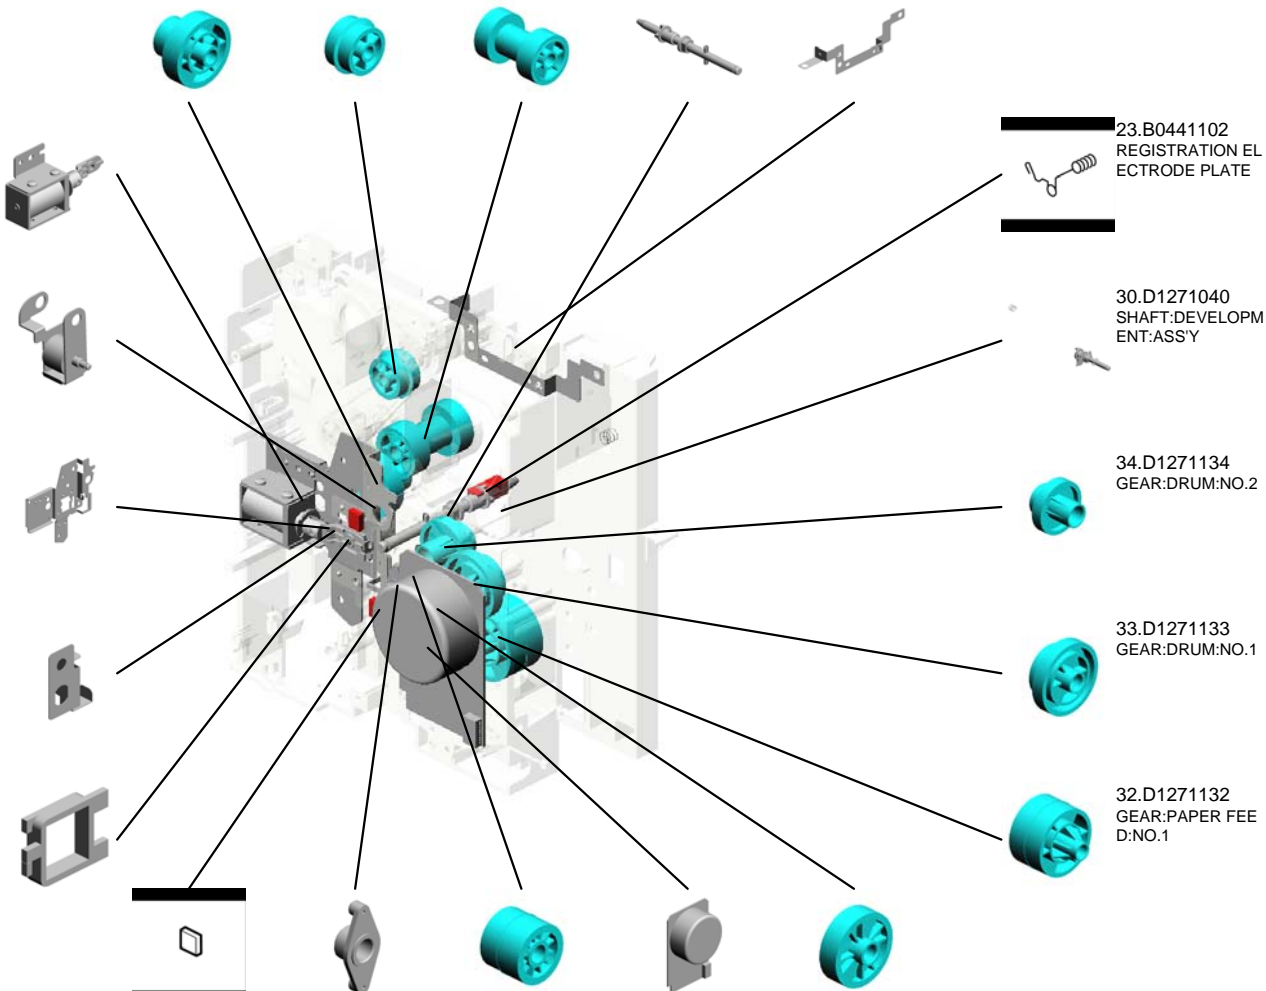 23.B0441102
REGISTRATION EL
ECTRODE PLATE
30.D1271040
SHAFT:DEVELOPM
ENT:ASS'Y
34.D1271134
GEAR:DRUM:NO.2
33.D1271133
GEAR:DRUM:NO.1
32.D1271132
GEAR:PAPER FEE
D:NO.1